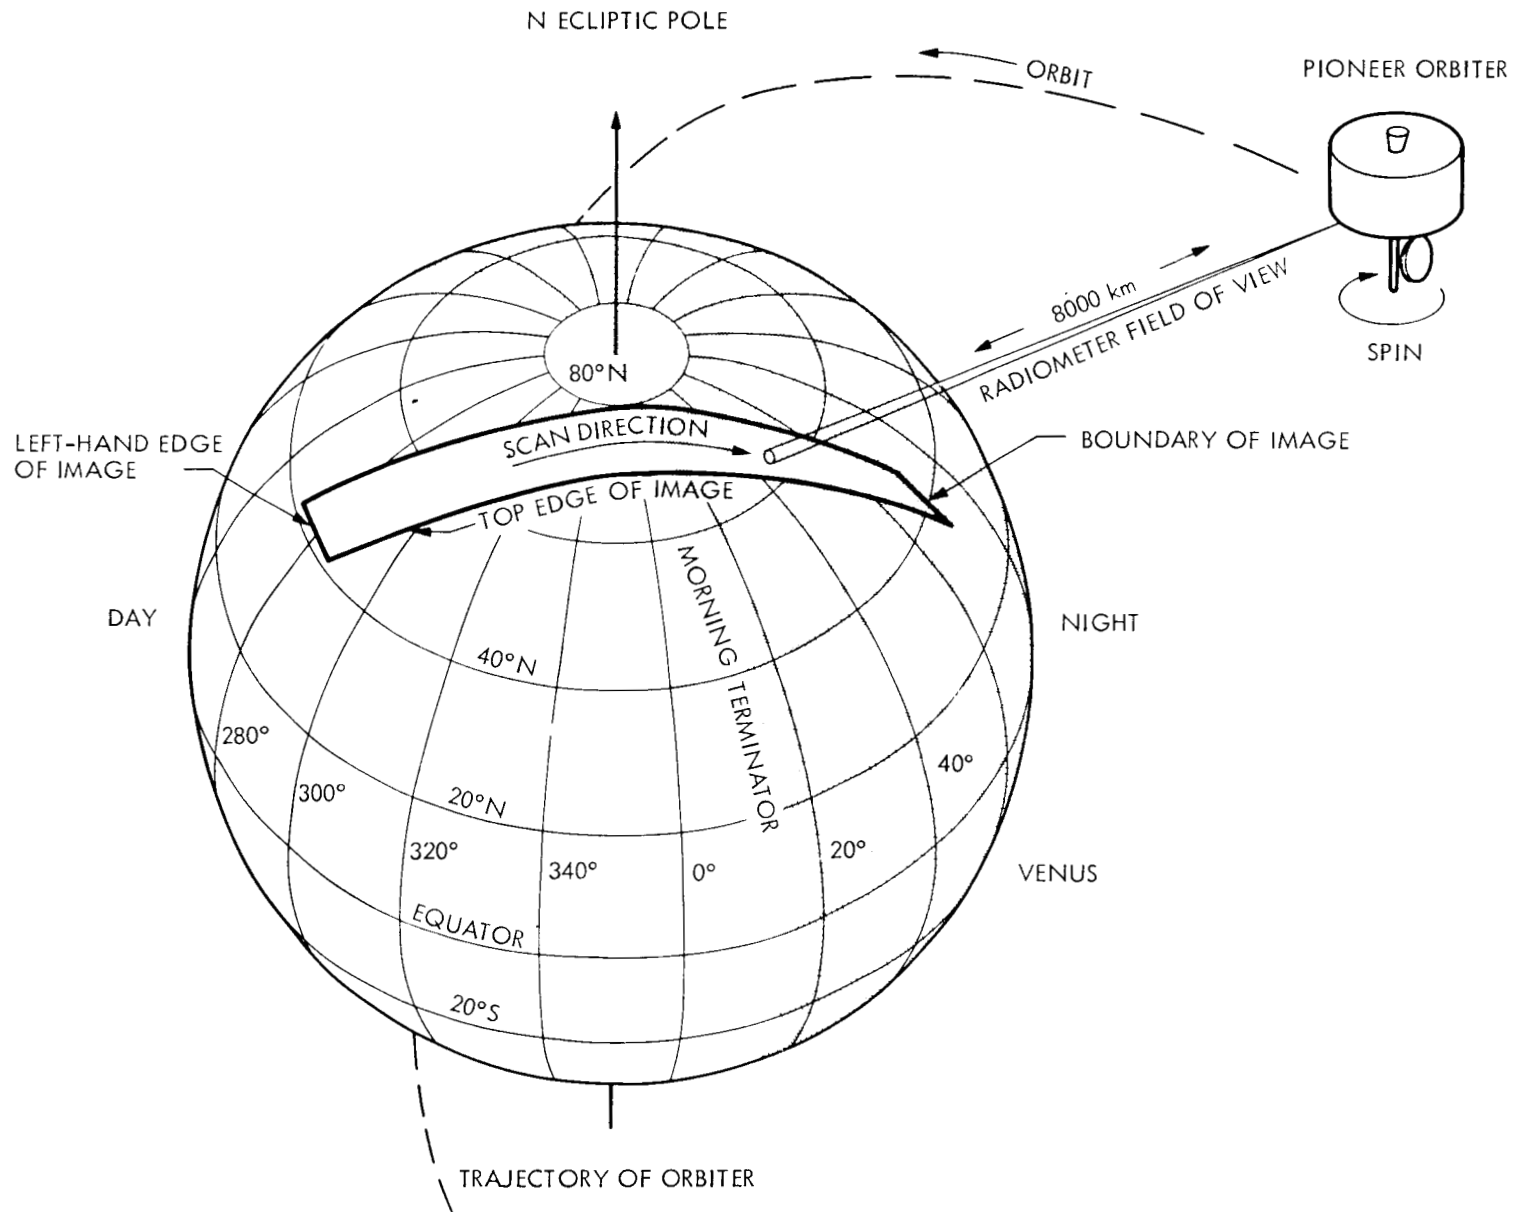 N ECLIPTIC POLE
ORBIT
PIONEER ORBITER
8000 km
RADIOMETER FIELD OF VIEW
SPIN
80°N
LEFT-HAND EDGE
OF IMAGE
SCAN DIRECTION
BOUNDARY OF IMAGE
TOP EDGE OF IMAGE
MORNING TERMINATOR
DAY
NIGHT
40°N
280°
300°
20°N
40°
320°
340°
0°
20°
VENUS
EQUATOR
20°S
TRAJECTORY OF ORBITER